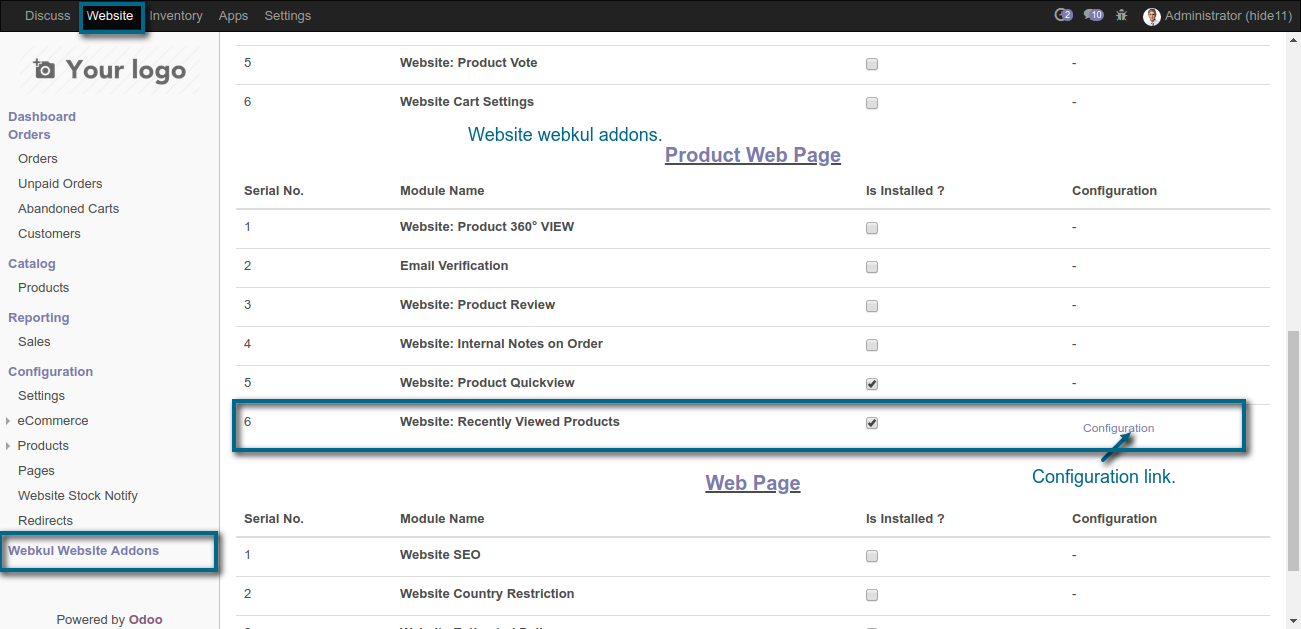 Discuss Website Inventory Apps Settings 2 10 Administrator (hide11)
Your logo
Dashboard
Orders
Orders
Unpaid Orders
Abandoned Carts
Customers
Catalog
Products
Reporting
Sales
Configuration
Settings
eCommerce
Products
Pages
Website Stock Notify
Redirects
Webkul Website Addons
Powered by Odoo
5 Website: Product Vote -
6 Website Cart Settings -
Website webkul addons.
Product Web Page
Serial No. Module Name Is Installed ? Configuration
1 Website: Product 360° VIEW -
2 Email Verification -
3 Website: Product Review -
4 Website: Internal Notes on Order -
5 Website: Product Quickview -
6 Website: Recently Viewed Products Configuration
Configuration link.
Web Page
Serial No. Module Name Is Installed ? Configuration
1 Website SEO -
2 Website Country Restriction -